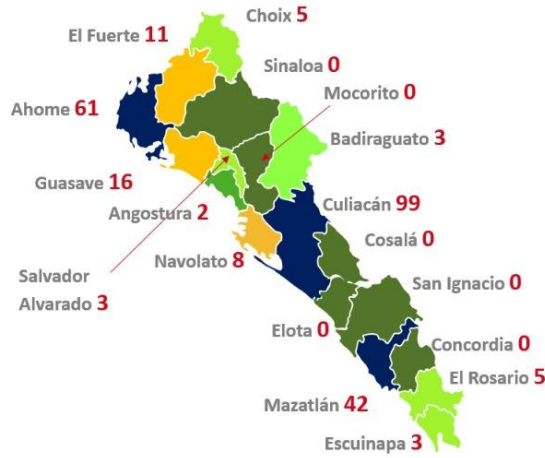 Choix 5
El Fuerte 11
Sinaloa 0
Mocorito 0
Ahome 61
Badiraguato 3
Guasave 16
Culiacán 99
Angostura 2
Cosalá 0
Navolato 8
Salvador
Alvarado 3
San Ignacio 0
Elota 0
Concordia 0
El Rosario 5
Mazatlán 42
Escuinapa 3